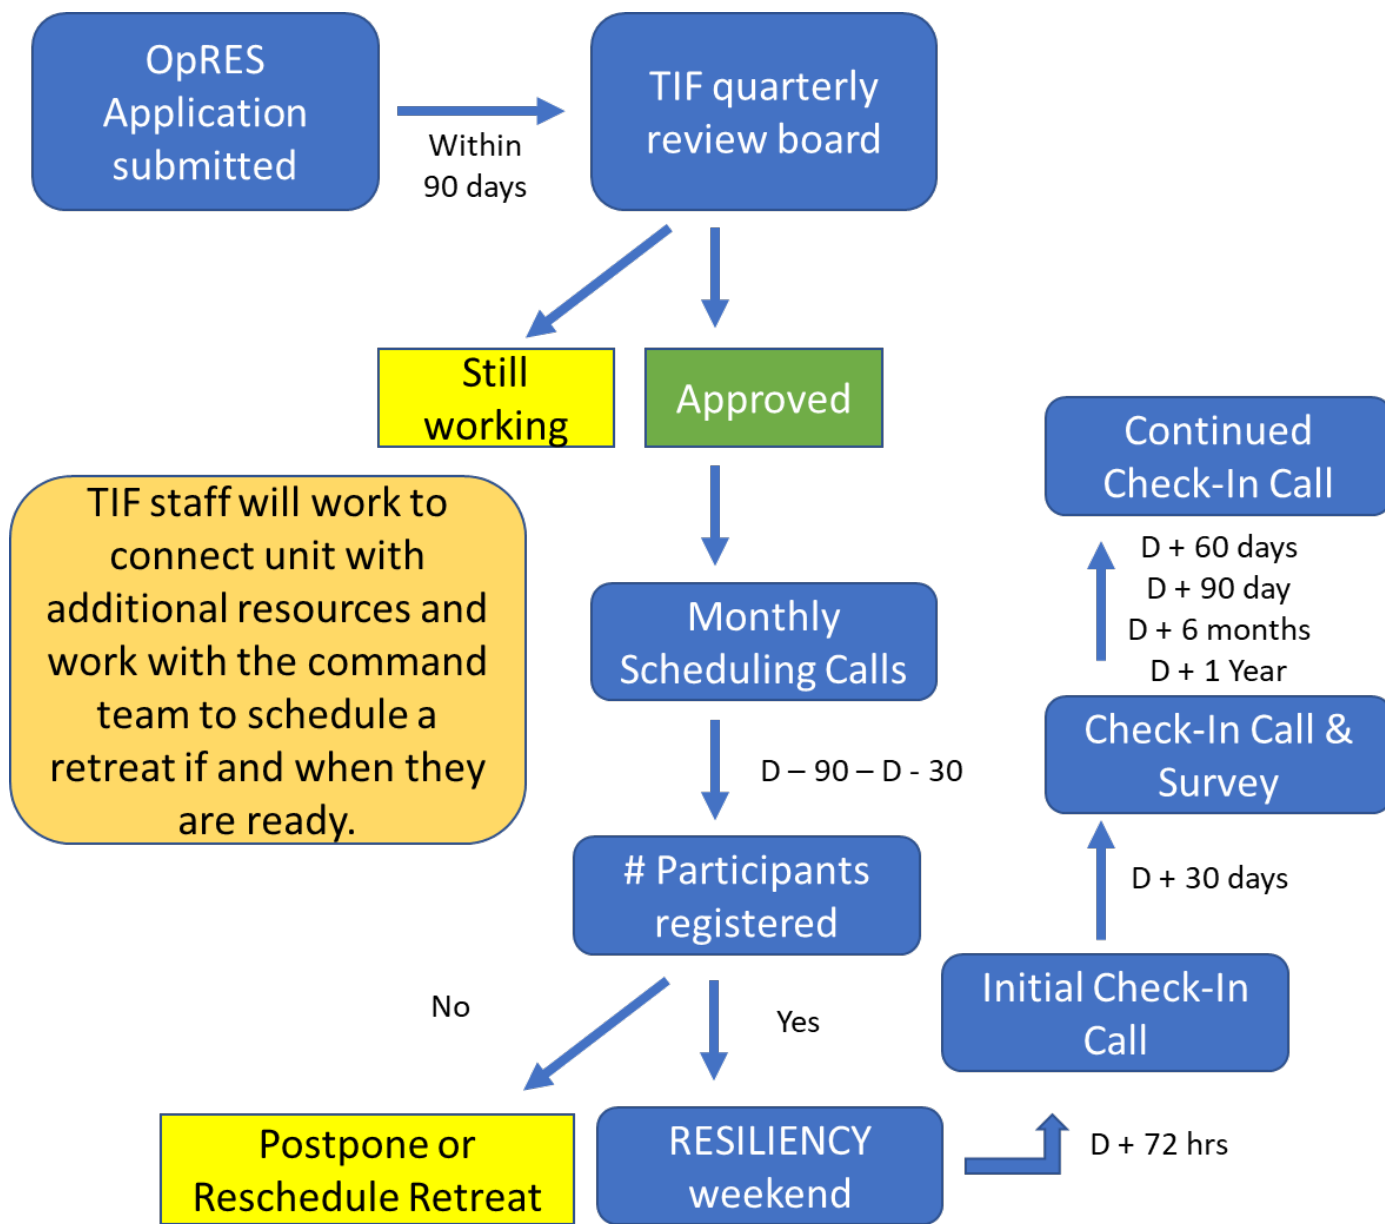 OpRES
Application
submitted
Within
90 days
TIF quarterly
review board
Still
working
Approved
TIF staff will work to
connect unit with
additional resources and
work with the command
team to schedule a
retreat if and when they
are ready.
Monthly
Scheduling Calls
D – 90 – D - 30
# Participants
registered
No
Yes
Postpone or
Reschedule Retreat
RESILIENCY
weekend
D + 72 hrs
Initial Check-In
Call
D + 30 days
Check-In Call &
Survey
D + 60 days
D + 90 day
D + 6 months
D + 1 Year
Continued
Check-In Call